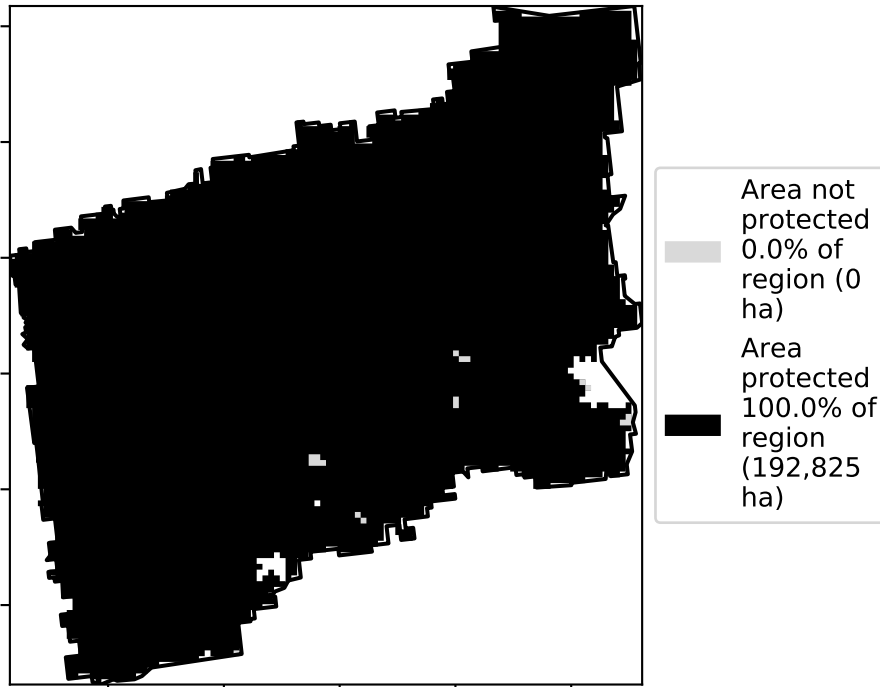 Area not
protected
0.0% of
region (0
ha)
Area
protected
100.0% of
region
(192,825
ha)